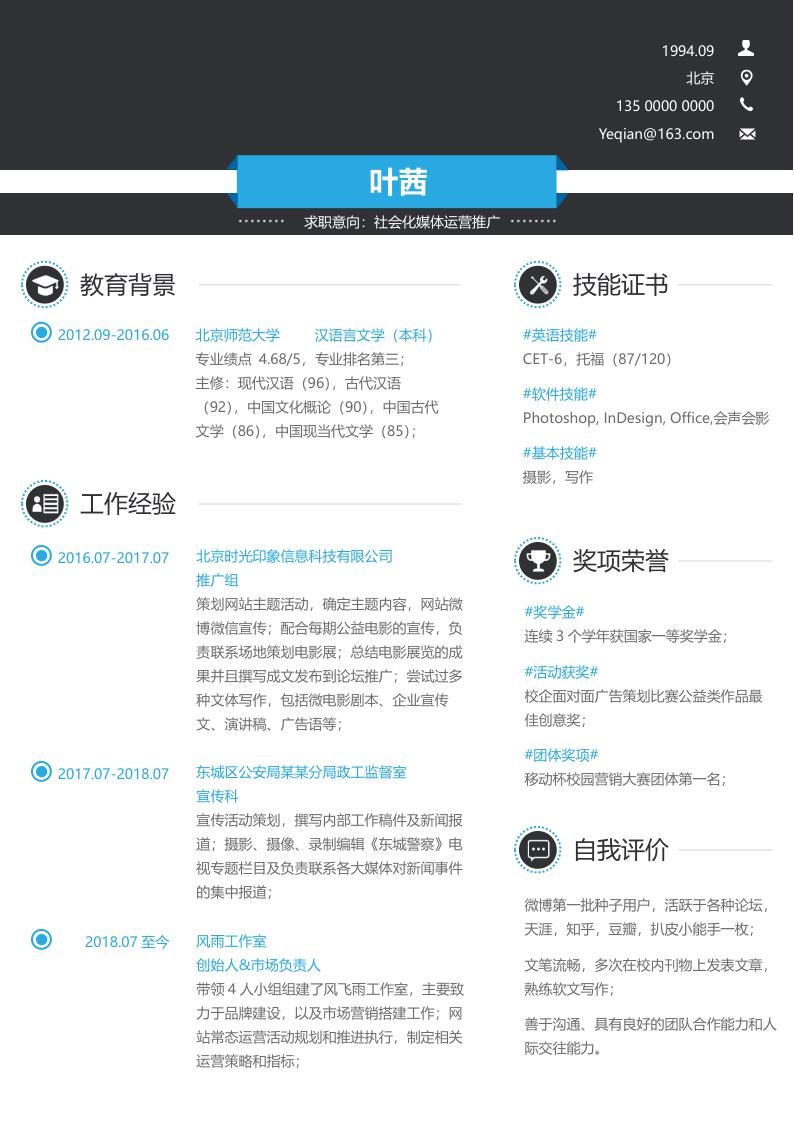 1994.09
北京
135 0000 0000
Yeqian@163.com
叶茜
求职意向：社会化媒体运营推广
教育背景
2012.09-2016.06
北京师范大学 汉语言文学（本科）
专业绩点 4.68/5，专业排名第三；
主修：现代汉语（96），古代汉语
（92），中国文化概论（90），中国古代
文学（86），中国现当代文学（85）；
工作经验
2016.07-2017.07
北京时光印象信息科技有限公司
推广组
策划网站主题活动，确定主题内容，网站微
博微信宣传；配合每期公益电影的宣传，负
责联系场地策划电影展；总结电影展览的成
果并且撰写成文发布到论坛推广；尝试过多
种文体写作，包括微电影剧本、企业宣传
文、演讲稿、广告语等；
2017.07-2018.07
东城区公安局某某分局政工监督室
宣传科
宣传活动策划，撰写内部工作稿件及新闻报
道；摄影、摄像、录制编辑《东城警察》电
视专题栏目及负责联系各大媒体对新闻事件
的集中报道；
2018.07 至今
风雨工作室
创始人&市场负责人
带领 4 人小组组建了风飞雨工作室，主要致
力于品牌建设，以及市场营销搭建工作；网
站常态运营活动规划和推进执行，制定相关
运营策略和指标；
技能证书
#英语技能#
CET-6，托福（87/120）
#软件技能#
Photoshop, InDesign, Office,会声会影
#基本技能#
摄影，写作
奖项荣誉
#奖学金#
连续 3 个学年获国家一等奖学金；
#活动获奖#
校企面对面广告策划比赛公益类作品最
佳创意奖；
#团体奖项#
移动杯校园营销大赛团体第一名；
自我评价
微博第一批种子用户，活跃于各种论坛，
天涯，知乎，豆瓣，扒皮小能手一枚；
文笔流畅，多次在校内刊物上发表文章，
熟练软文写作；
善于沟通、具有良好的团队合作能力和人
际交往能力。